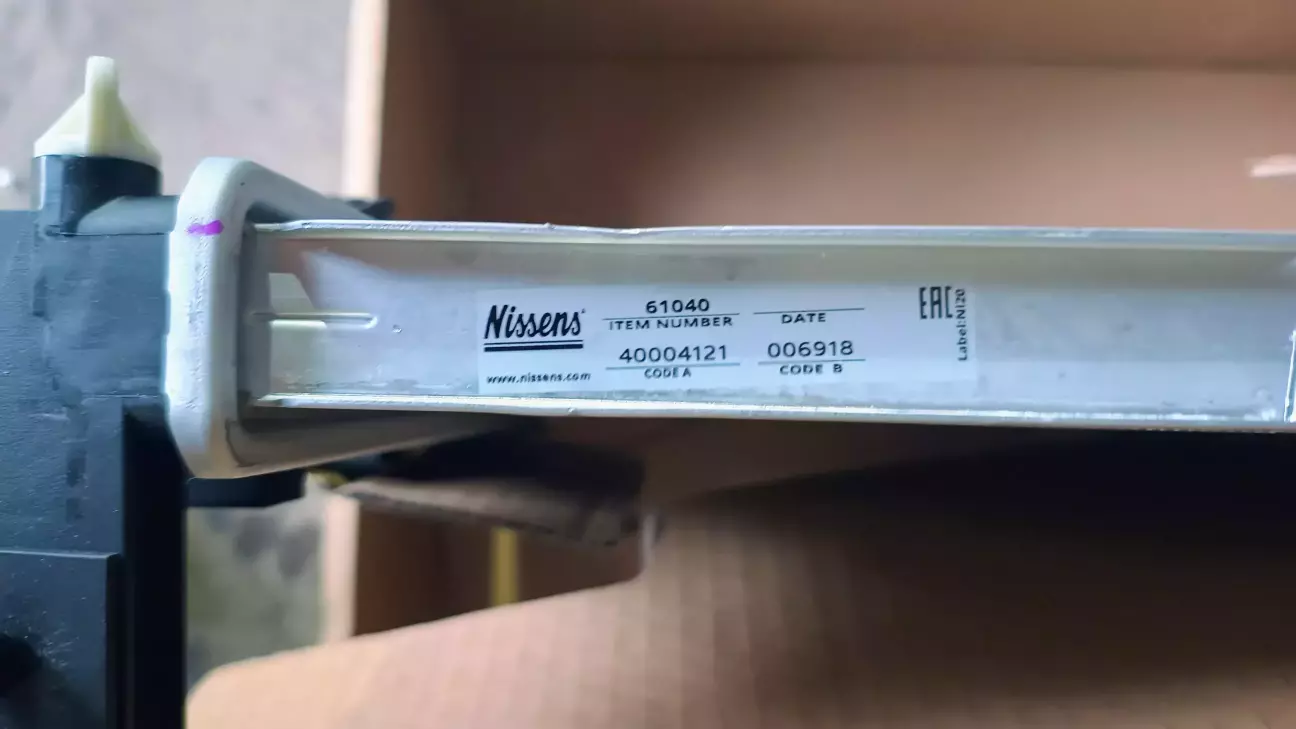 Nissens®
www.nissens.com
61040
ITEM NUMBER
DATE
40004121
CODE A
006918
CODE B
EAC
Label:NI20